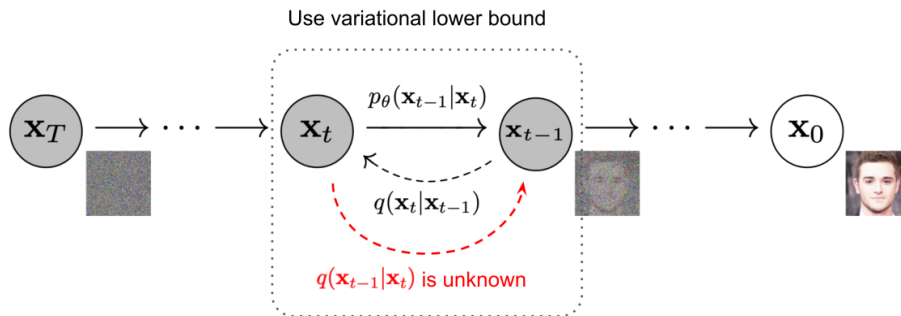 Use variational lower bound
x_T → ⋯ → x_t p_θ(x_{t−1}|x_t) x_{t−1} → ⋯ → x_0
q(x_t|x_{t−1})
q(x_{t−1}|x_t) is unknown